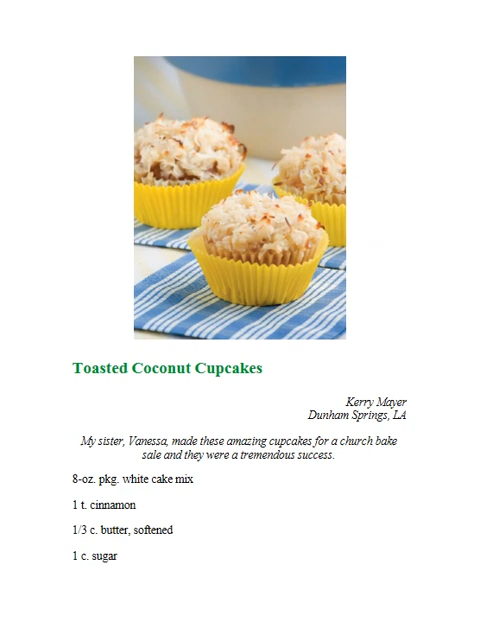 Toasted Coconut Cupcakes
Kerry Mayer
Dunham Springs, LA
My sister, Vanessa, made these amazing cupcakes for a church bake
sale and they were a tremendous success.
8-oz. pkg. white cake mix
1 t. cinnamon
1/3 c. butter, softened
1 c. sugar